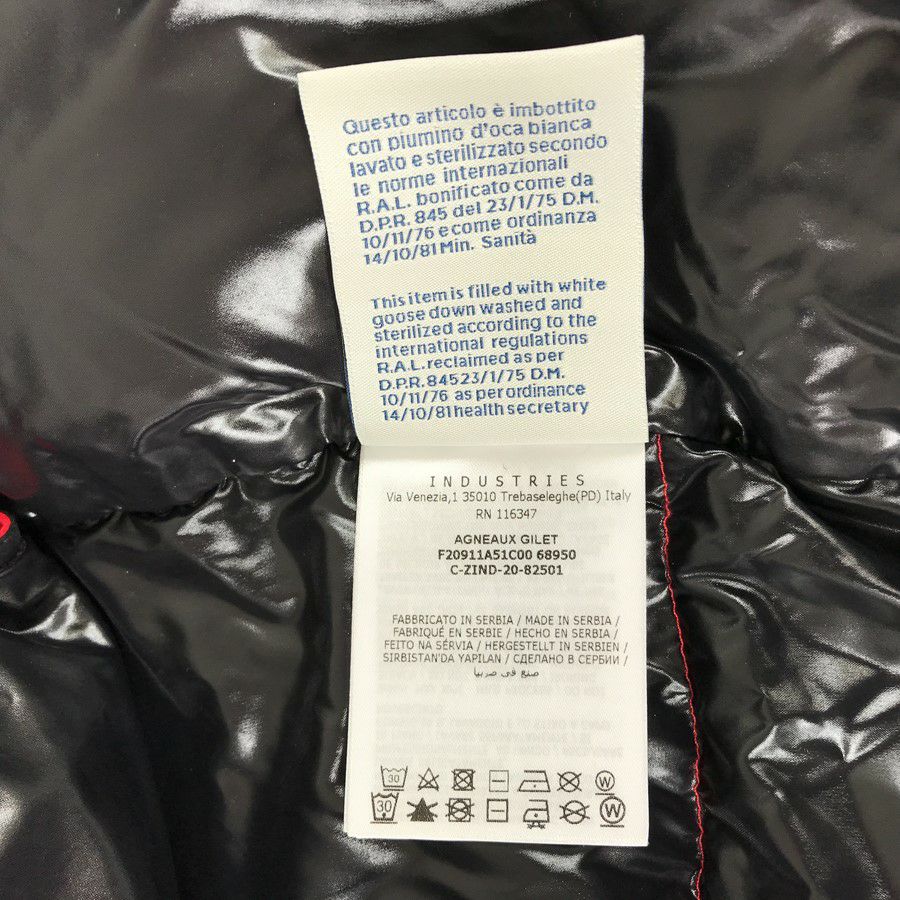 Questo articolo è imbottito
con piumino d'oca bianca
lavato e sterilizzato secondo
le norme internazionali
R.A.L. bonificato come da
D.P.R. 845 del 23/1/75 D.M.
10/11/76 e come ordinanza
14/10/81 Min. Sanità
This item is filled with white
goose down washed and
sterilized according to the
international regulations
R.A.L. reclaimed as per
D.P.R. 84523/1/75 D.M.
10/11/76 as per ordinance
14/10/81 health secretary
INDUSTRIES
Via Venezia,1 35010 Trebaseleghe(PD) Italy
RN 116347
AGNEAUX GILET
F20911A51C00 68950
C-ZIND-20-82501
FABBRICATO IN SERBIA / MADE IN SERBIA /
FABRIQUÉ EN SERBIE / HECHO EN SERBIA /
FEITO NA SÉRVIA / HERGESTELLT IN SERBIEN /
SIRBISTAN'DA YAPILAN / СДЕЛАНО В СЕРБИИ /
صنع في صربيا
30 W
30 W